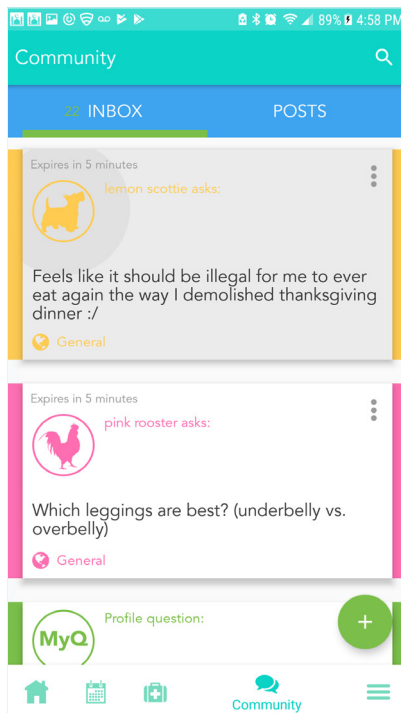 89% 4:58 PM
Community
22 INBOX POSTS
Expires in 5 minutes
lemon scottie asks:
Feels like it should be illegal for me to ever
eat again the way I demolished thanksgiving
dinner :/
General
Expires in 5 minutes
pink rooster asks:
Which leggings are best? (underbelly vs.
overbelly)
General
Profile question:
MyQ
+
Community